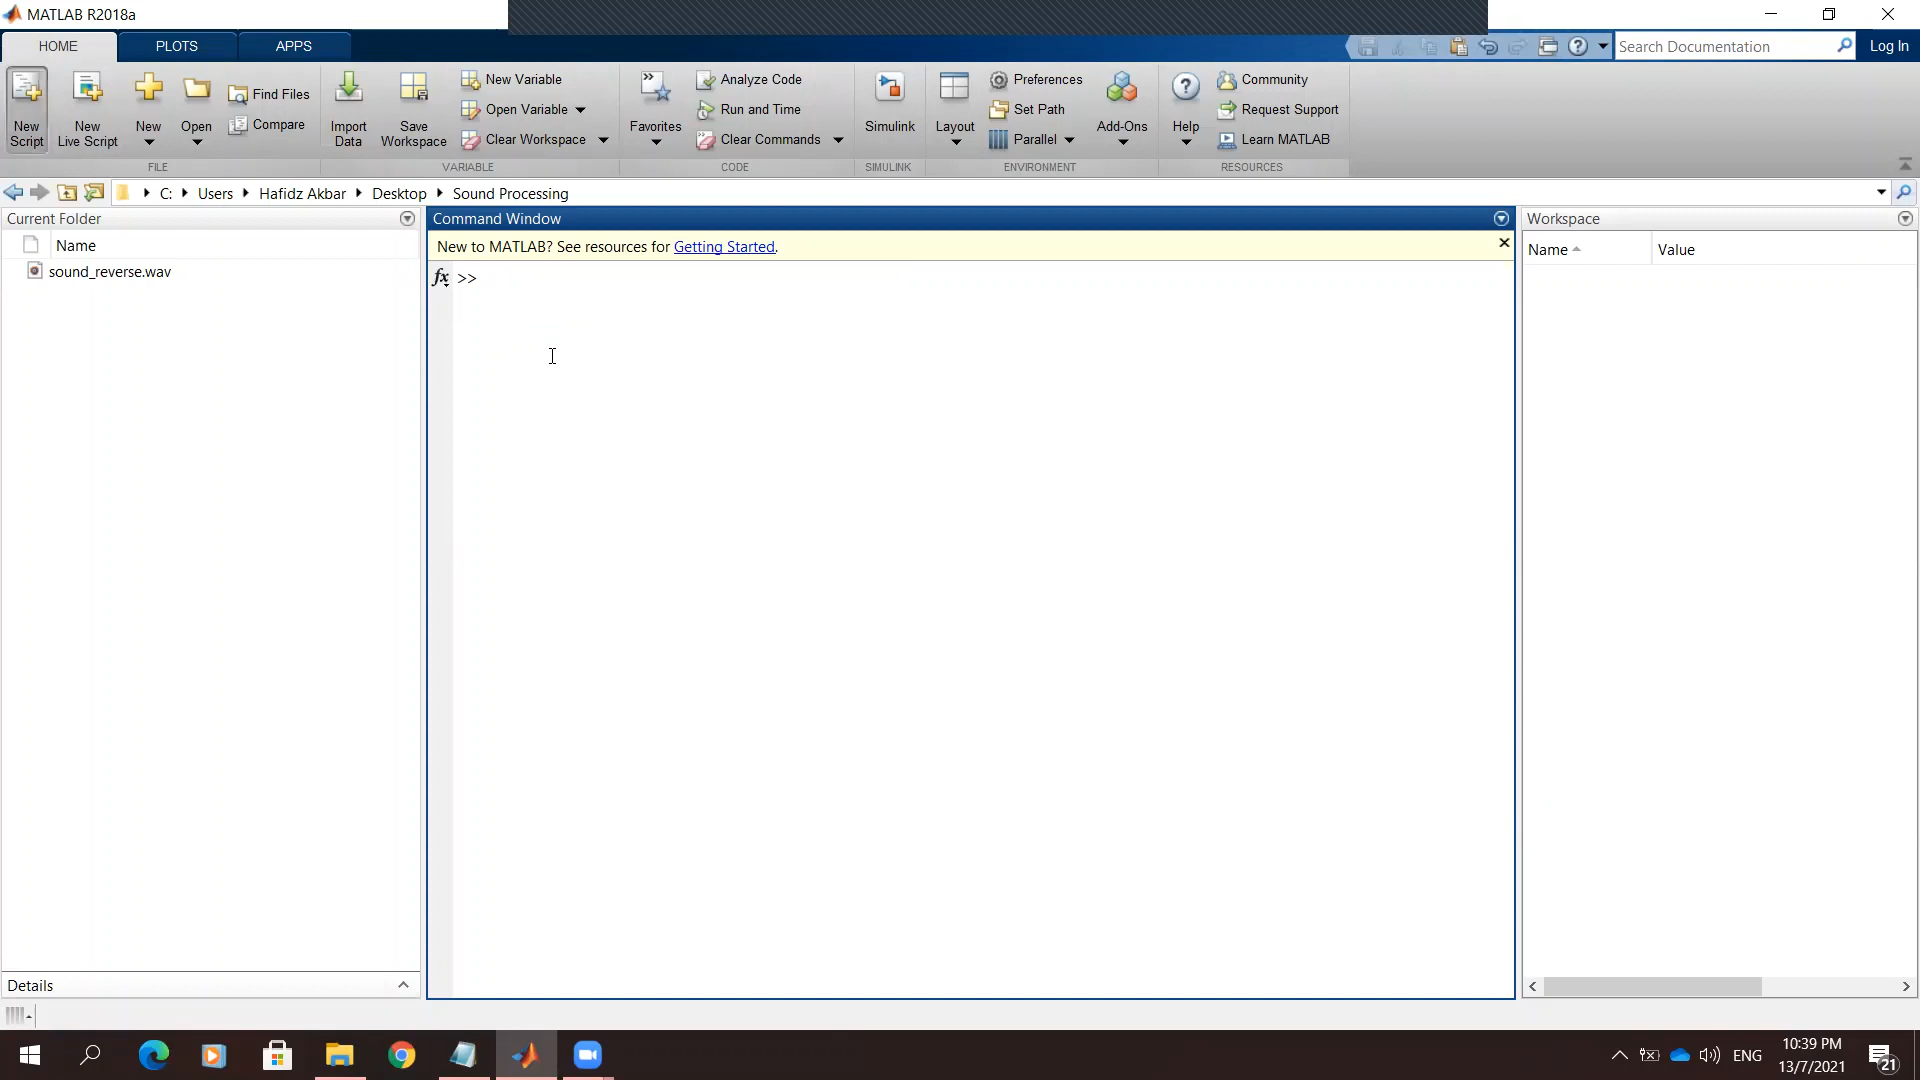 MATLAB R2018a
HOME
PLOTS
APPS
Search Documentation
Log In
New Script
New Live Script
New
Open
Find Files
Compare
Import Data
Save Workspace
New Variable
Open Variable
Clear Workspace
Favorites
Analyze Code
Run and Time
Clear Commands
Simulink
Layout
Preferences
Set Path
Parallel
Add-Ons
Help
Community
Request Support
Learn MATLAB
FILE
VARIABLE
CODE
SIMULINK
ENVIRONMENT
RESOURCES
C: Users Hafidz Akbar Desktop Sound Processing
Current Folder
Name
sound_reverse.wav
Details
Command Window
New to MATLAB? See resources for Getting Started.
fx >>
Workspace
Name Value
ENG
10:39 PM
13/7/2021
21